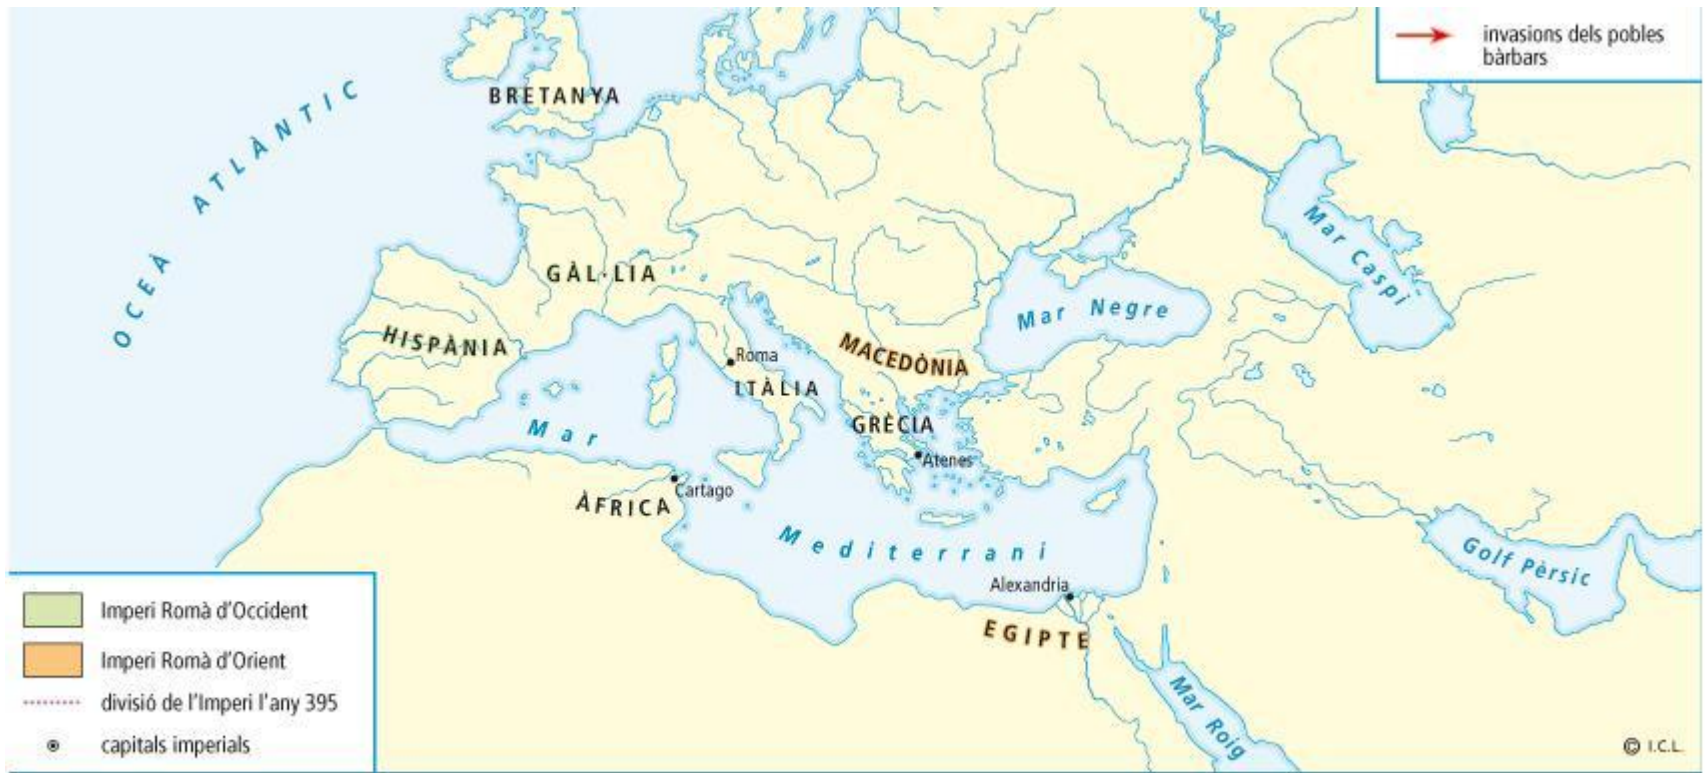 invasions dels pobles
bàrbars
OCEÀ ATLÀNTIC
BRETANYA
GÀL·LIA
HISPÀNIA
Mar Caspi
Mar Negre
MACEDÒNIA
Roma
ITÀLIA
GRÈCIA
Atenes
Mar
Mediterrani
Cartago
ÀFRICA
Alexandria
EGIPTE
Golf Pèrsic
Mar Roig
Imperi Romà d'Occident
Imperi Romà d'Orient
divisió de l'Imperi l'any 395
capitals imperials
© I.C.L.